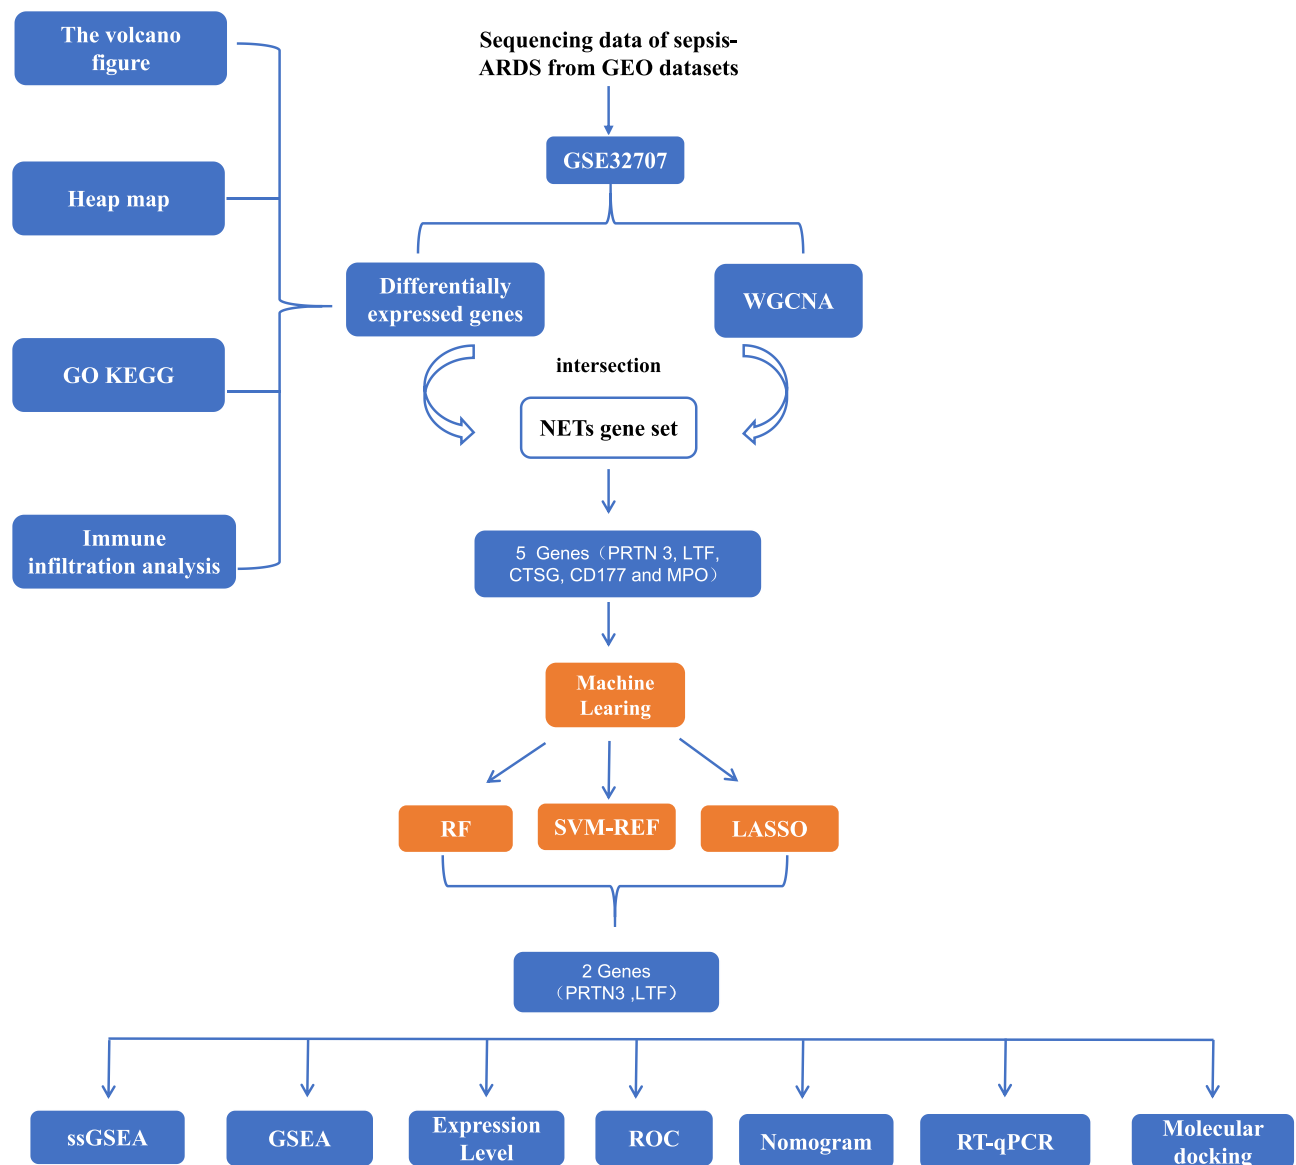 The volcano
figure
Sequencing data of sepsis-
ARDS from GEO datasets
GSE32707
Heap map
Differentially
expressed genes
WGCNA
intersection
GO KEGG
NETs gene set
Immune
infiltration analysis
5 Genes（PRTN 3, LTF,
CTSG, CD177 and MPO）
Machine
Learing
RF
SVM-REF
LASSO
2 Genes
（PRTN3 ,LTF）
ssGSEA
GSEA
Expression
Level
ROC
Nomogram
RT-qPCR
Molecular
docking